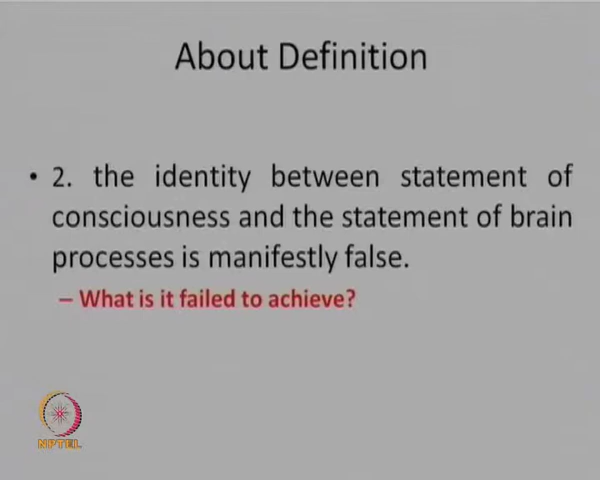 About Definition
• 2. the identity between statement of
consciousness and the statement of brain
processes is manifestly false.
– What is it failed to achieve?
NPTEL